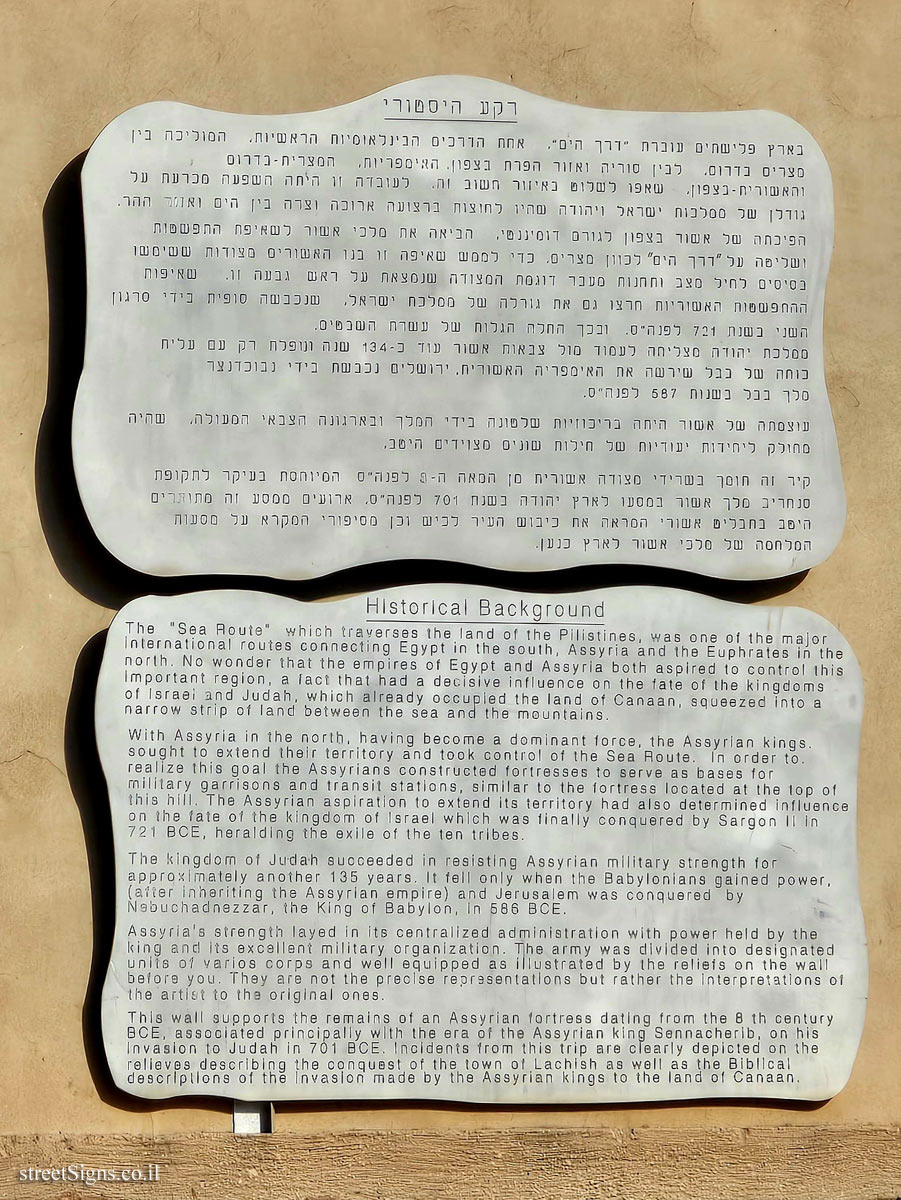 רקע היסטורי
בארץ פלישתים עוברת "דרך הים", אחת הדרכים הבינלאומיות הראשיות, המוליכה בין
מצרים בדרום, לבין סוריה ואזור הפרת בצפון. האימפריות, המצרית-בדרום
והאשורית-בצפון, שאפו לשלוט באיזור חשוב זה. לעובדה זו היתה השפעה מכרעת על
גודלן של ממלכות ישראל ויהודה שהיו לחוצות ברצועה ארוכה וצרה בין הים ואזור ההר.
הפיכתה של אשור בצפון לגורם דומיננטי, הביאה את מלכי אשור לשאיפת התפשטות
ושליטה על "דרך הים" לכוון מצרים. כדי לממש שאיפה זו בנו האשורים מצודות ששימשו
בסיסים לחיל מצב ותחנות מעבר דוגמת המצודה שנמצאת על ראש גבעה זו. שאיפות
ההתפשטות האשוריות חרצו גם את גורלה של ממלכת ישראל, שנכבשה סופית בידי סרגון
השני בשנת 721 לפנה"ס. ובכך החלה הגלות של עשרת השבטים.
ממלכת יהודה מצליחה לעמוד מול צבאות אשור עוד כ-134 שנה ונופלת רק עם עלית
כוחה של בבל שירשה את האימפריה האשורית. ירושלים נכבשת בידי נבוכדנצר
מלך בבל בשנות 587 לפנה"ס.
עוצמתה של אשור היתה בריכוזיות שלטונה בידי המלך ובארגונה הצבאי המעולה, שהיה
מחולק ליחידות יעודיות של חילות שונים מצוידים היטב.
קיר זה תומך בשרידי מצודה אשורית מן המאה ה-8 לפנה"ס המיוחסת בעיקר לתקופת
סנחריב מלך אשור במסעו לארץ יהודה בשנת 701 לפנה"ס. ארועים ממסע זה מתוארים
היטב בתבליט אשורי המראה את כיבוש העיר לכיש וכן מסיפורי המקרא על מסעות
המלחמה של מלכי אשור לארץ כנען.
Historical Background
The "Sea Route" which traverses the land of the Pilistines, was one of the major
international routes connecting Egypt in the south, Assyria and the Euphrates in the
north. No wonder that the empires of Egypt and Assyria both aspired to control this
important region, a fact that had a decisive influence on the fate of the kingdoms
of Israel and Judah, which already occupied the land of Canaan, squeezed into a
narrow strip of land between the sea and the mountains.
With Assyria in the north, having become a dominant force, the Assyrian kings.
sought to extend their territory and took control of the Sea Route. In order to.
realize this goal the Assyrians constructed fortresses to serve as bases for
military garrisons and transit stations, similar to the fortress located at the top of
this hill. The Assyrian aspiration to extend its territory had also determined influence
on the fate of the kingdom of Israel which was finally conquered by Sargon II in
721 BCE, heralding the exile of the ten tribes.
The kingdom of Judah succeeded in resisting Assyrian military strength for
approximately another 135 years. It fell only when the Babylonians gained power,
(after inheriting the Assyrian empire) and Jerusalem was conquered by
Nebuchadnezzar, the King of Babylon, in 586 BCE.
Assyria's strength layed in its centralized administration with power held by the
king and its excellent military organization. The army was divided into designated
units of varios corps and well equipped as illustrated by the reliefs on the wall
before you. They are not the precise representations but rather the interpretations of
the artist to the original ones.
This wall supports the remains of an Assyrian fortress dating from the 8 th century
BCE, associated principally with the era of the Assyrian king Sennacherib, on his
invasion to Judah in 701 BCE. Incidents from this trip are clearly depicted on the
relieves describing the conquest of the town of Lachish as well as the Biblical
descriptions of the invasion made by the Assyrian kings to the land of Canaan.
streetSigns.co.il